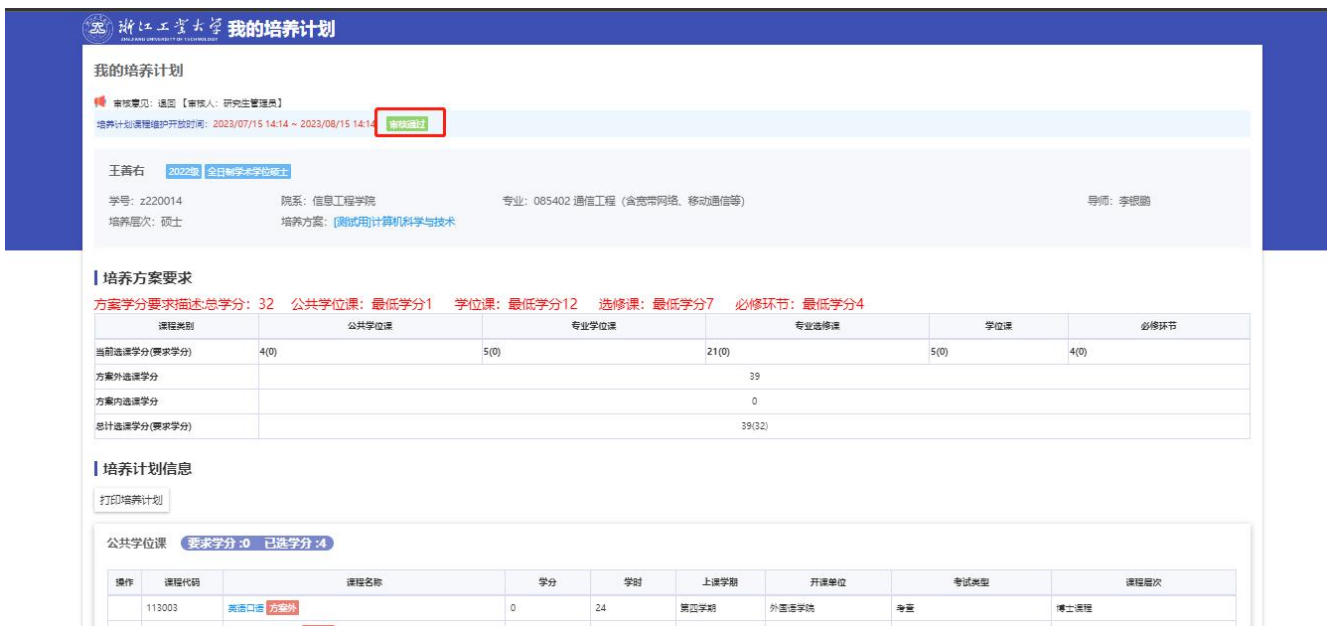 浙江工业大学 我的培养计划
ZHEJIANG UNIVERSITY OF TECHNOLOGY
我的培养计划
审核意见：退回 【审核人：研究生管理员】
培养计划课程维护开放时间：2023/07/15 14:14 ~ 2023/08/15 14:14 审核通过
王善右 2022级 全日制学术学位硕士
学号：z220014 院系：信息工程学院 专业：085402 通信工程（含宽带网络、移动通信等） 导师：李银鹏
培养层次：硕士 培养方案：[测试用]计算机科学与技术
培养方案要求
方案学分要求描述:总学分：32 公共学位课：最低学分1 学位课：最低学分12 选修课：最低学分7 必修环节：最低学分4
课程类别 公共学位课 专业学位课 专业选修课 学位课 必修环节
当前选课学分(要求学分) 4(0) 5(0) 21(0) 5(0) 4(0)
方案外选课学分 39
方案内选课学分 0
总计选课学分(要求学分) 39(32)
培养计划信息
打印培养计划
公共学位课 要求学分 :0 已选学分 :4
操作 课程代码 课程名称 学分 学时 上课学期 开课单位 考试类型 课程层次
113003 英语口语 方案外 0 24 第四学期 外国语学院 考查 博士课程